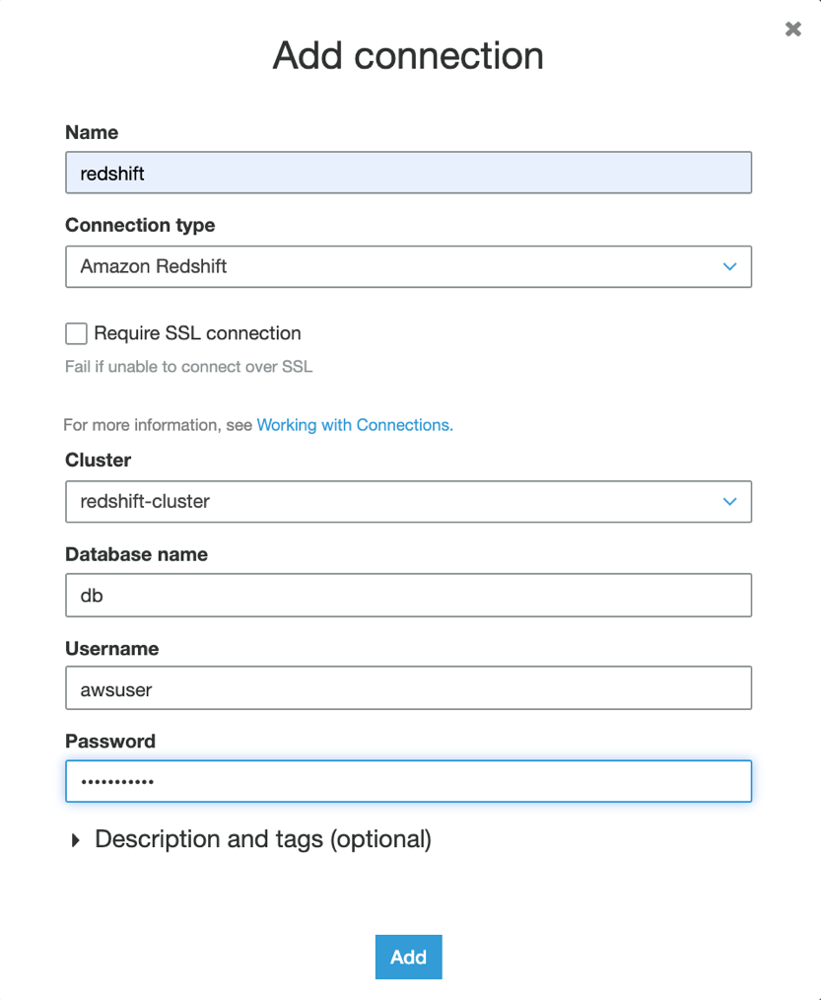 Add connection
Name
redshift
Connection type
Amazon Redshift
Require SSL connection
Fail if unable to connect over SSL
For more information, see Working with Connections.
Cluster
redshift-cluster
Database name
db
Username
awsuser
Password
•••••••••••
Description and tags (optional)
Add